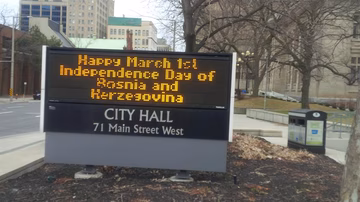 Happy March 1st
Independence Day of
Bosnia and
Herzegovina
CITY HALL
71 Main Street West